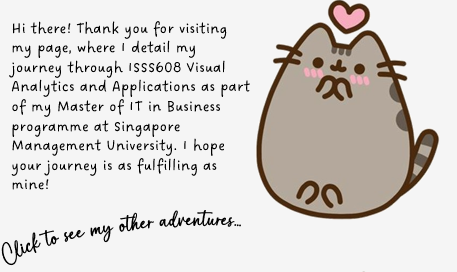 Hi there! Thank you for visiting
my page, where I detail my
journey through ISSS608 Visual
Analytics and Applications as part
of my Master of IT in Business
programme at Singapore
Management University. I hope
your journey is as fulfilling as
mine!
Click to see my other adventures...